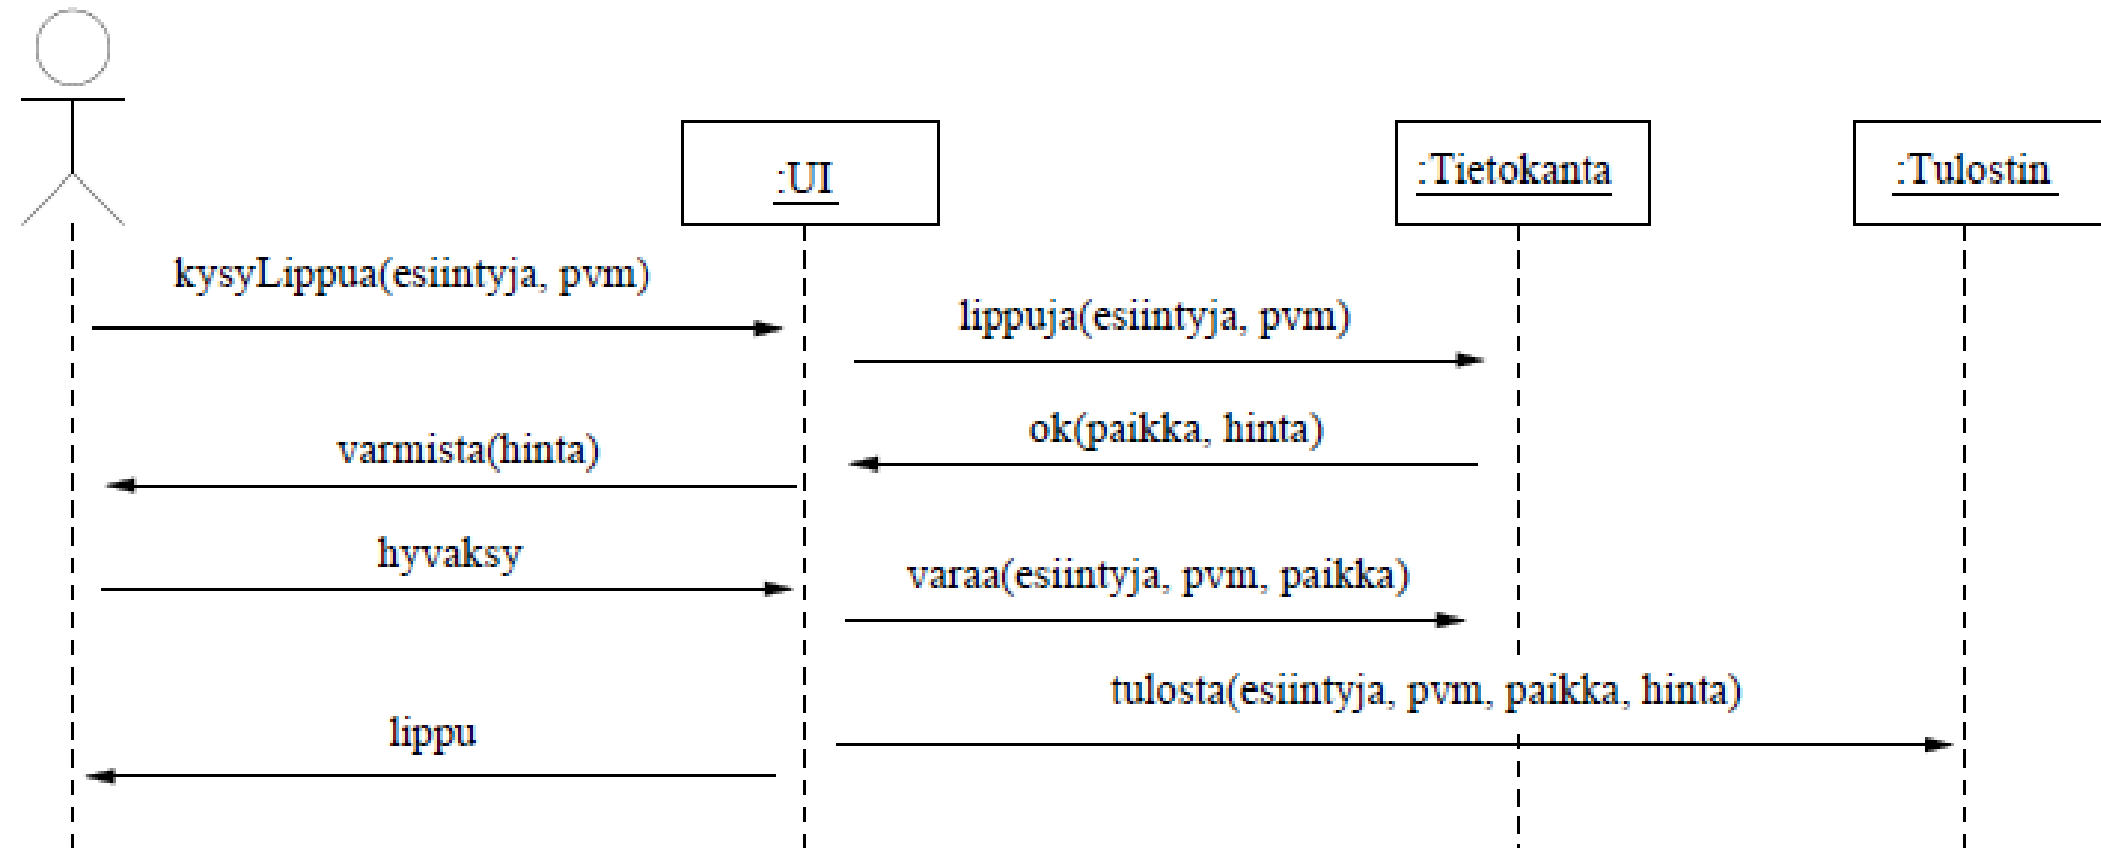 :UI
:Tietokanta
:Tulostin
kysyLippua(esiintyja, pvm)
lippuja(esiintyja, pvm)
ok(paikka, hinta)
varmista(hinta)
hyvaksy
varaa(esiintyja, pvm, paikka)
tulosta(esiintyja, pvm, paikka, hinta)
lippu